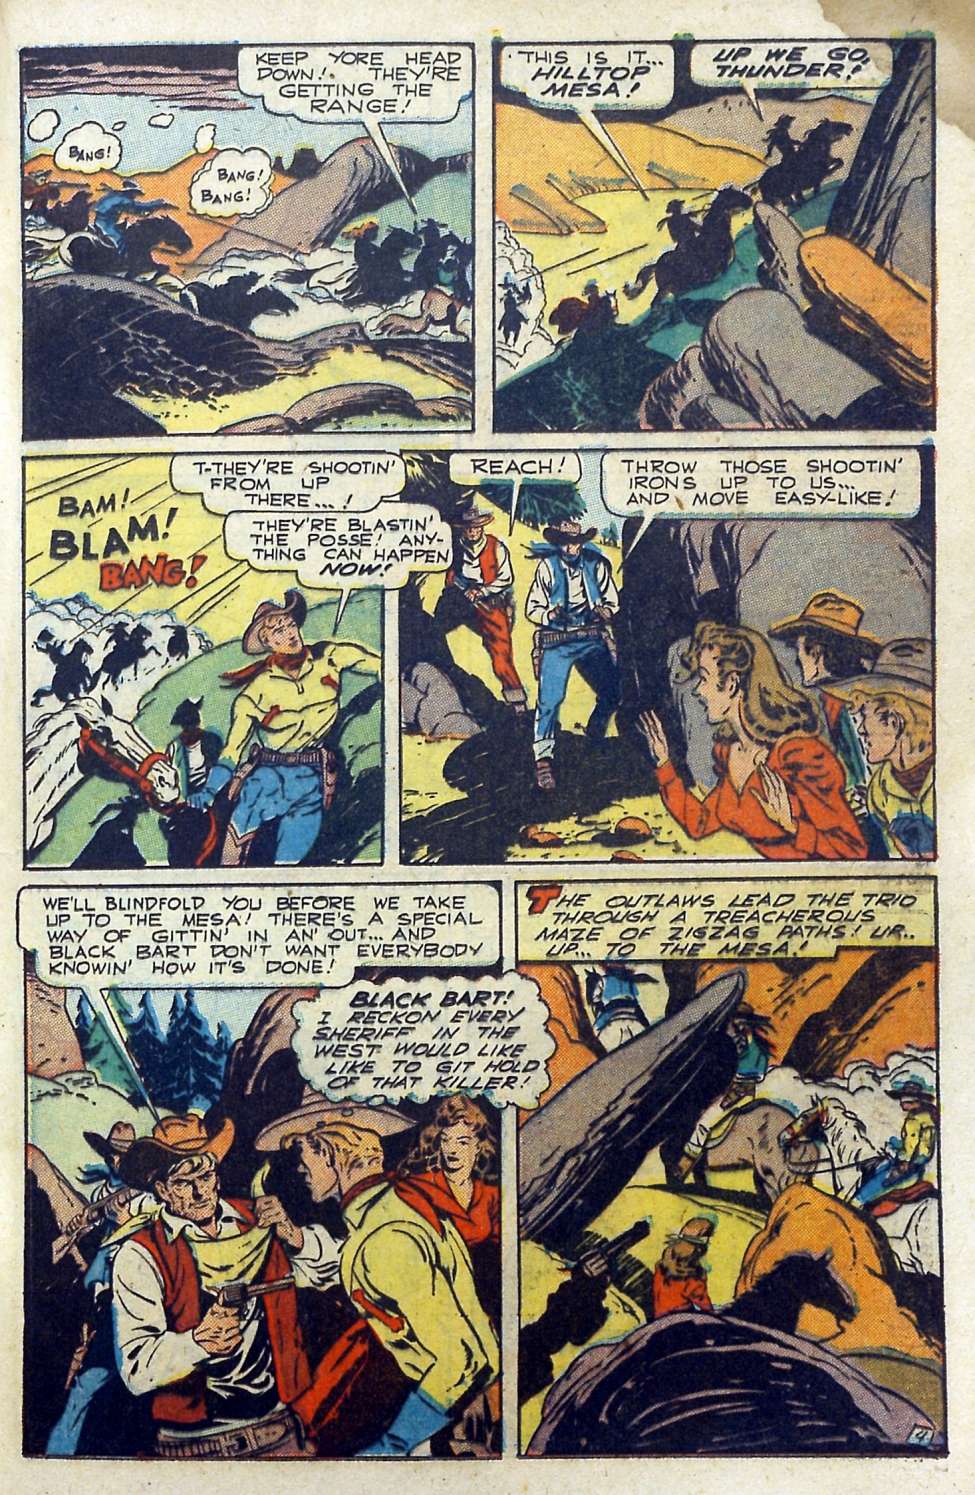 KEEP YORE HEAD
DOWN! THEY'RE
GETTING THE
RANGE!
BANG!
BANG!
BANG!
THIS IS IT...
HILLTOP
MESA!
UP WE GO,
THUNDER!
BAM!
BLAM!
BANG!
T-THEY'RE SHOOTIN'
FROM UP
THERE...!
THEY'RE BLASTIN'
THE POSSE! ANY-
THING CAN HAPPEN
NOW!
REACH!
THROW THOSE SHOOTIN'
IRONS UP TO US...
AND MOVE EASY-LIKE!
WE'LL BLINDFOLD YOU BEFORE WE TAKE
UP TO THE MESA! THERE'S A SPECIAL
WAY OF GITTIN' IN AN' OUT... AND
BLACK BART DON'T WANT EVERYBODY
KNOWIN' HOW IT'S DONE!
BLACK BART!
I RECKON EVERY
SHERIFF IN THE
WEST WOULD LIKE
LIKE TO GIT HOLD
OF THAT KILLER!
THE OUTLAWS LEAD THE TRIO
THROUGH A TREACHEROUS
MAZE OF ZIGZAG PATHS! UP..
UP... TO THE MESA!
4